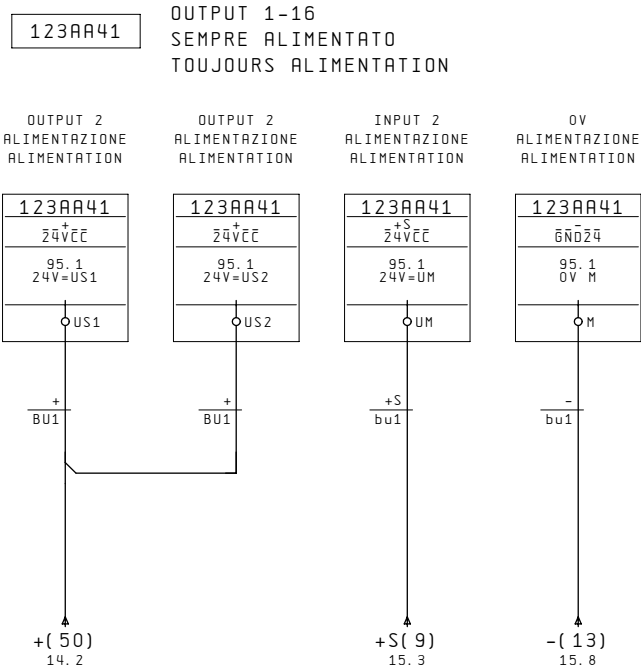 123AA41
OUTPUT 1-16
SEMPRE ALIMENTATO
TOUJOURS ALIMENTATION
OUTPUT 2
ALIMENTAZIONE
ALIMENTATION
OUTPUT 2
ALIMENTAZIONE
ALIMENTATION
INPUT 2
ALIMENTAZIONE
ALIMENTATION
0V
ALIMENTAZIONE
ALIMENTATION
123AA41
+
24VCC
95.1
24V=US1
US1
123AA41
+
24VCC
95.1
24V=US2
US2
123AA41
+S
24VCC
95.1
24V=UM
UM
123AA41
-
GND24
95.1
0V M
M
+
BU1
+
BU1
+S
bu1
-
bu1
+(50)
14.2
+S(9)
15.3
-(13)
15.8